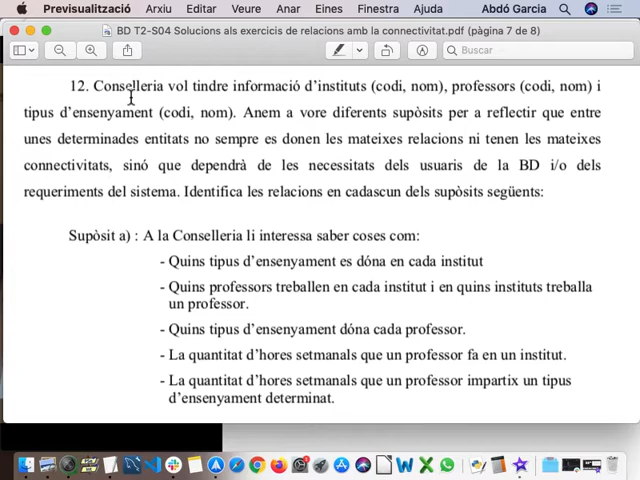 Previsualització Arxiu Editar Veure Anar Eines Finestra Ajuda Abdó Garcia
BD T2-S04 Solucions als exercicis de relacions amb la connectivitat.pdf (pàgina 7 de 8)
Buscar
12. Conselleria vol tindre informació d’instituts (codi, nom), professors (codi, nom) i
tipus d’ensenyament (codi, nom). Anem a vore diferents supòsits per a reflectir que entre
unes determinades entitats no sempre es donen les mateixes relacions ni tenen les mateixes
connectivitats, sinó que dependrà de les necessitats dels usuaris de la BD i/o dels
requeriments del sistema. Identifica les relacions en cadascun dels supòsits següents:
Supòsit a) : A la Conselleria li interessa saber coses com:
- Quins tipus d’ensenyament es dóna en cada institut
- Quins professors treballen en cada institut i en quins instituts treballa
un professor.
- Quins tipus d’ensenyament dóna cada professor.
- La quantitat d’hores setmanals que un professor fa en un institut.
- La quantitat d’hores setmanals que un professor impartix un tipus
d’ensenyament determinat.